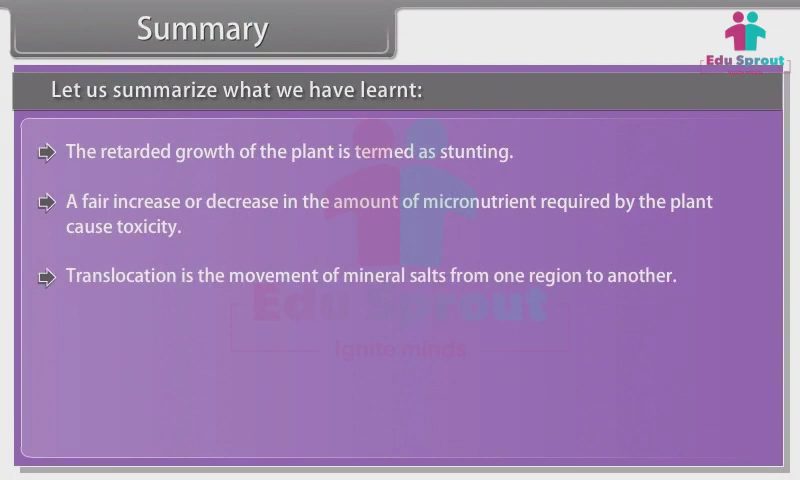 Summary
Edu Sprout
Let us summarize what we have learnt:
The retarded growth of the plant is termed as stunting.
A fair increase or decrease in the amount of micronutrient required by the plant
cause toxicity.
Translocation is the movement of mineral salts from one region to another.
Edu Sprout
Ignite minds